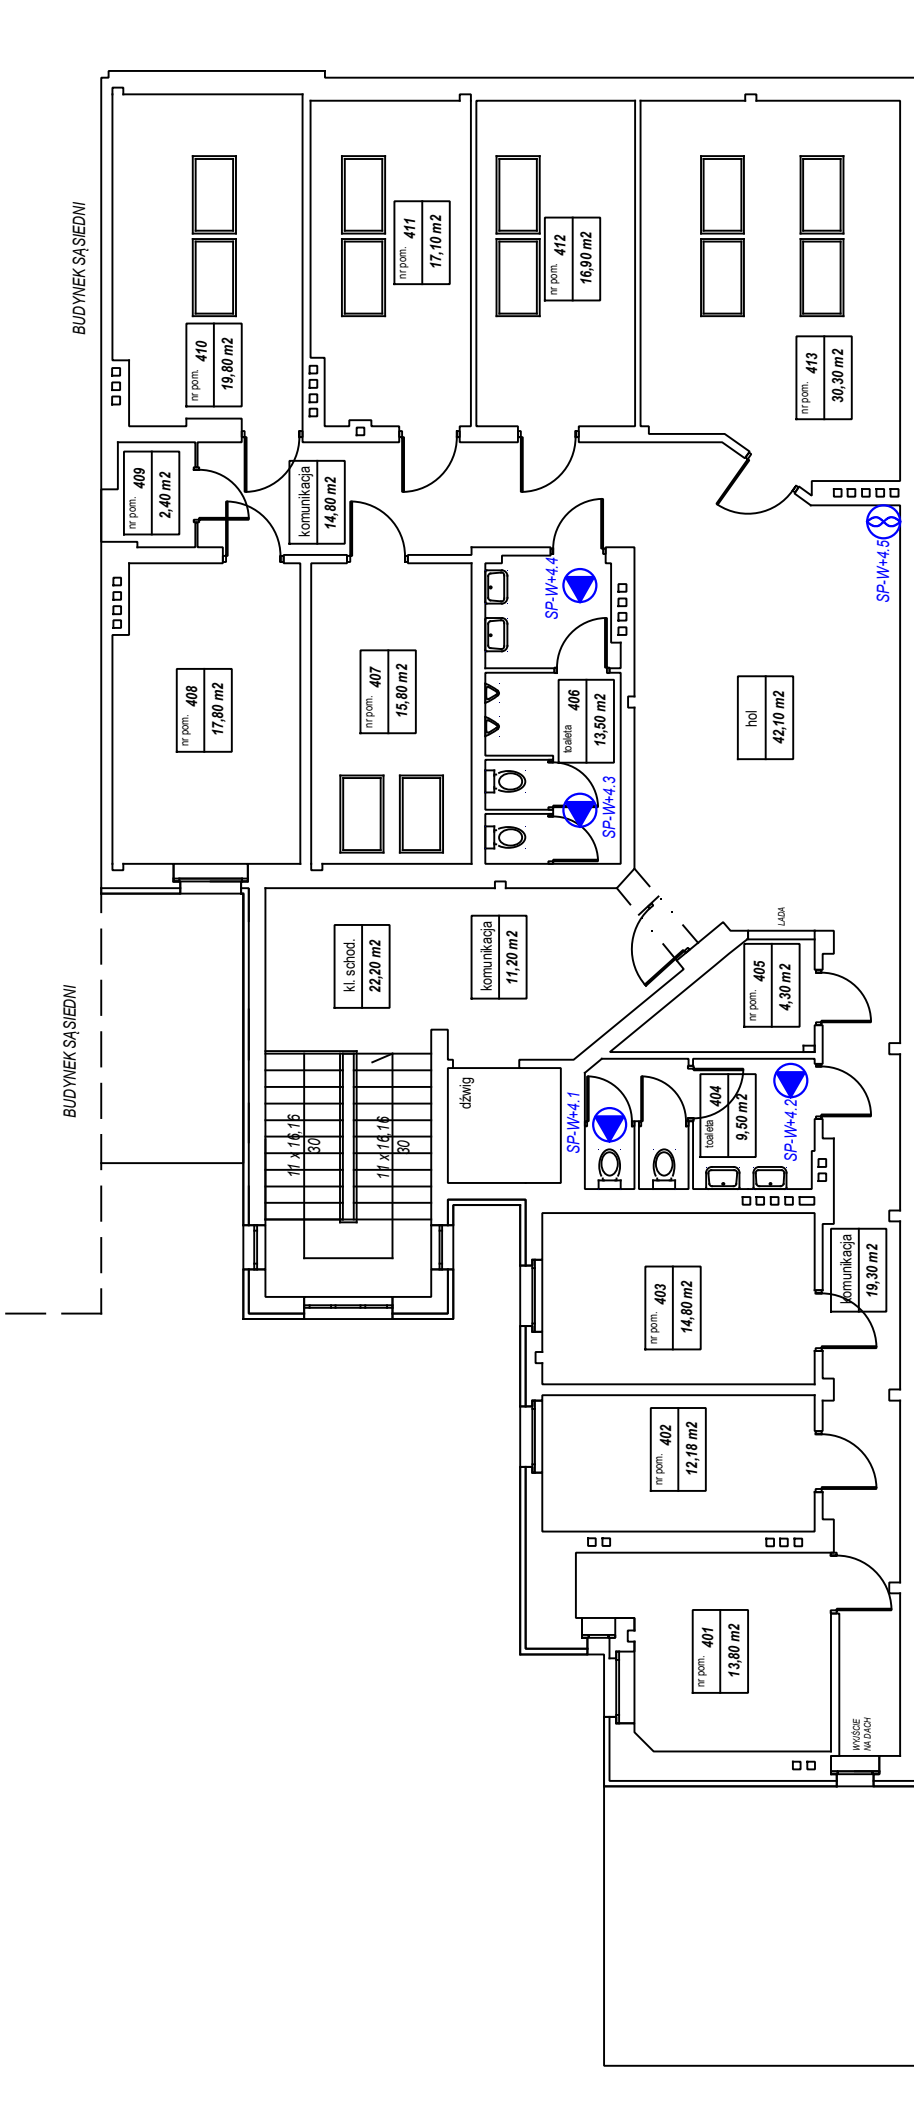 BUDYNEK SĄSIEDNI
nr pom. 410
19,80 m2
nr pom. 411
17,10 m2
nr pom. 412
16,90 m2
nr pom. 413
30,30 m2
nr pom. 409
2,40 m2
komunikacja
14,80 m2
SP-W+4.4
SP-W+4.5
nr pom. 408
17,80 m2
nr pom. 407
15,80 m2
toaleta 406
13,50 m2
hol
42,10 m2
SP-W+4.3
BUDYNEK SĄSIEDNI
kl. schod.
22,20 m2
komunikacja
11,20 m2
LADA
nr pom. 405
4,30 m2
dźwig
11 x 16,16
30
11 x 16,16
30
SP-W+4.1
toaleta 404
9,50 m2
SP-W+4.2
nr pom. 403
14,80 m2
komunikacja
19,30 m2
nr pom. 402
12,18 m2
nr pom. 401
13,80 m2
WYJŚCIE
NA DACH